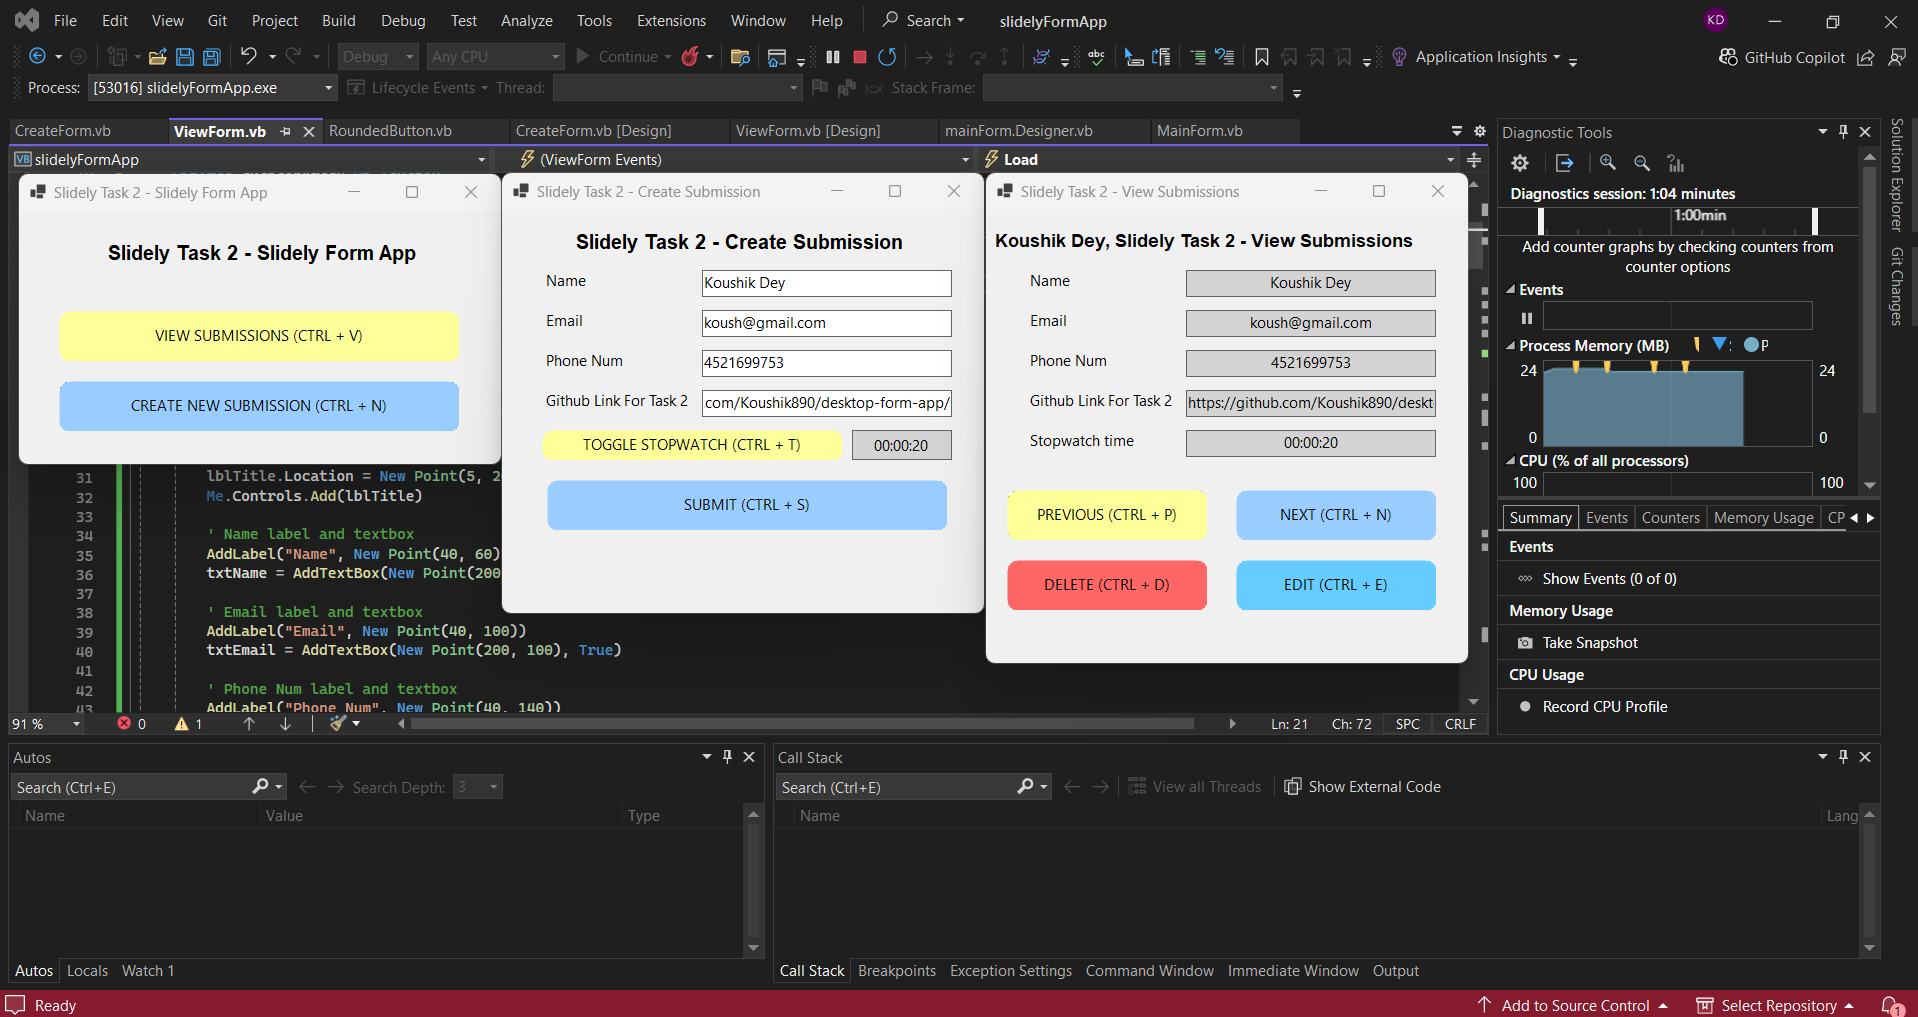 File Edit View Git Project Build Debug Test Analyze Tools Extensions Window Help Search slidelyFormApp KD
Debug Any CPU Continue abc Application Insights GitHub Copilot
Process: [53016] slidelyFormApp.exe Lifecycle Events Thread: Stack Frame:
CreateForm.vb ViewForm.vb RoundedButton.vb CreateForm.vb [Design] ViewForm.vb [Design] mainForm.Designer.vb MainForm.vb
VB slidelyFormApp (ViewForm Events) Load
Slidely Task 2 - Slidely Form App
Slidely Task 2 - Slidely Form App
VIEW SUBMISSIONS (CTRL + V)
CREATE NEW SUBMISSION (CTRL + N)
Slidely Task 2 - Create Submission
Slidely Task 2 - Create Submission
Name Koushik Dey
Email koush@gmail.com
Phone Num 4521699753
Github Link For Task 2 com/Koushik890/desktop-form-app/
TOGGLE STOPWATCH (CTRL + T) 00:00:20
SUBMIT (CTRL + S)
Slidely Task 2 - View Submissions
Koushik Dey, Slidely Task 2 - View Submissions
Name Koushik Dey
Email koush@gmail.com
Phone Num 4521699753
Github Link For Task 2 https://github.com/Koushik890/deskt
Stopwatch time 00:00:20
PREVIOUS (CTRL + P) NEXT (CTRL + N)
DELETE (CTRL + D) EDIT (CTRL + E)
31 lblTitle.Location = New Point(5, 2
32 Me.Controls.Add(lblTitle)
33
34 ' Name label and textbox
35 AddLabel("Name", New Point(40, 60)
36 txtName = AddTextBox(New Point(200
37
38 ' Email label and textbox
39 AddLabel("Email", New Point(40, 100))
40 txtEmail = AddTextBox(New Point(200, 100), True)
41
42 ' Phone Num label and textbox
43 AddLabel("Phone Num", New Point(40, 140))
91 % 0 1 Ln: 21 Ch: 72 SPC CRLF
Diagnostic Tools
Diagnostics session: 1:04 minutes
1:00min
Add counter graphs by checking counters from
counter options
Events
Process Memory (MB) P
24 24
0 0
CPU (% of all processors)
100 100
Summary Events Counters Memory Usage CP
Events
Show Events (0 of 0)
Memory Usage
Take Snapshot
CPU Usage
Record CPU Profile
Solution Explorer
Git Changes
Autos
Search (Ctrl+E) Search Depth: 3
Name Value Type
Autos Locals Watch 1
Call Stack
Search (Ctrl+E) View all Threads Show External Code
Name Lang
Call Stack Breakpoints Exception Settings Command Window Immediate Window Output
Ready Add to Source Control Select Repository 1